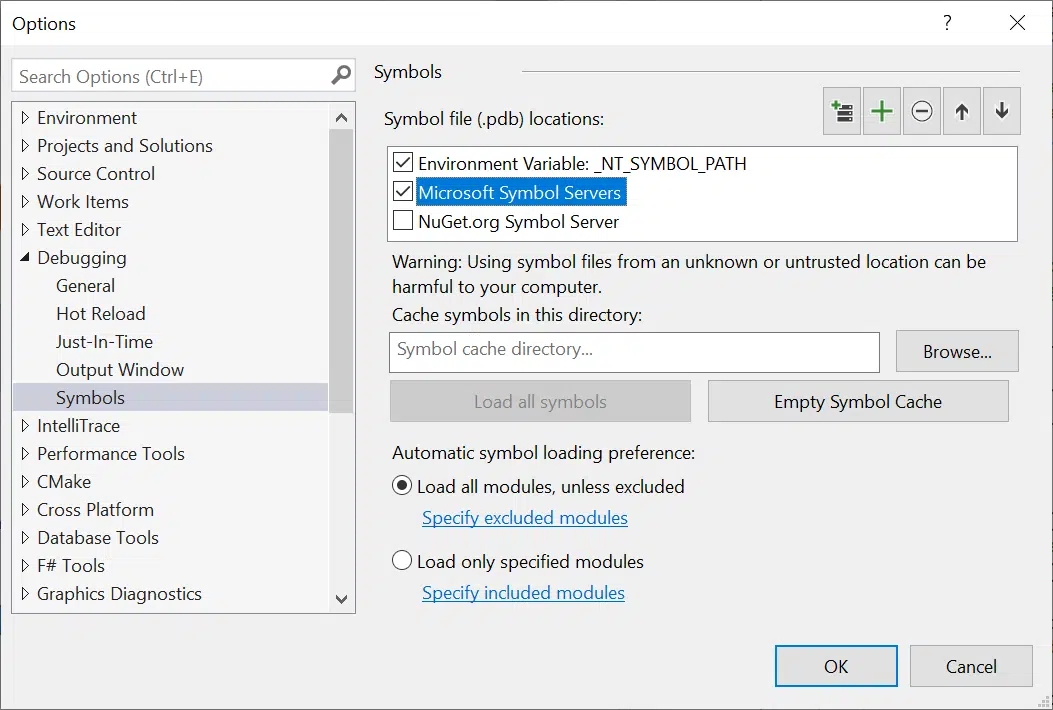 Options
?
Search Options (Ctrl+E)
Environment
Projects and Solutions
Source Control
Work Items
Text Editor
Debugging
General
Hot Reload
Just-In-Time
Output Window
Symbols
IntelliTrace
Performance Tools
CMake
Cross Platform
Database Tools
F# Tools
Graphics Diagnostics
Symbols
Symbol file (.pdb) locations:
Environment Variable: _NT_SYMBOL_PATH
Microsoft Symbol Servers
NuGet.org Symbol Server
Warning: Using symbol files from an unknown or untrusted location can be
harmful to your computer.
Cache symbols in this directory:
Symbol cache directory...
Browse...
Load all symbols
Empty Symbol Cache
Automatic symbol loading preference:
Load all modules, unless excluded
Specify excluded modules
Load only specified modules
Specify included modules
OK
Cancel